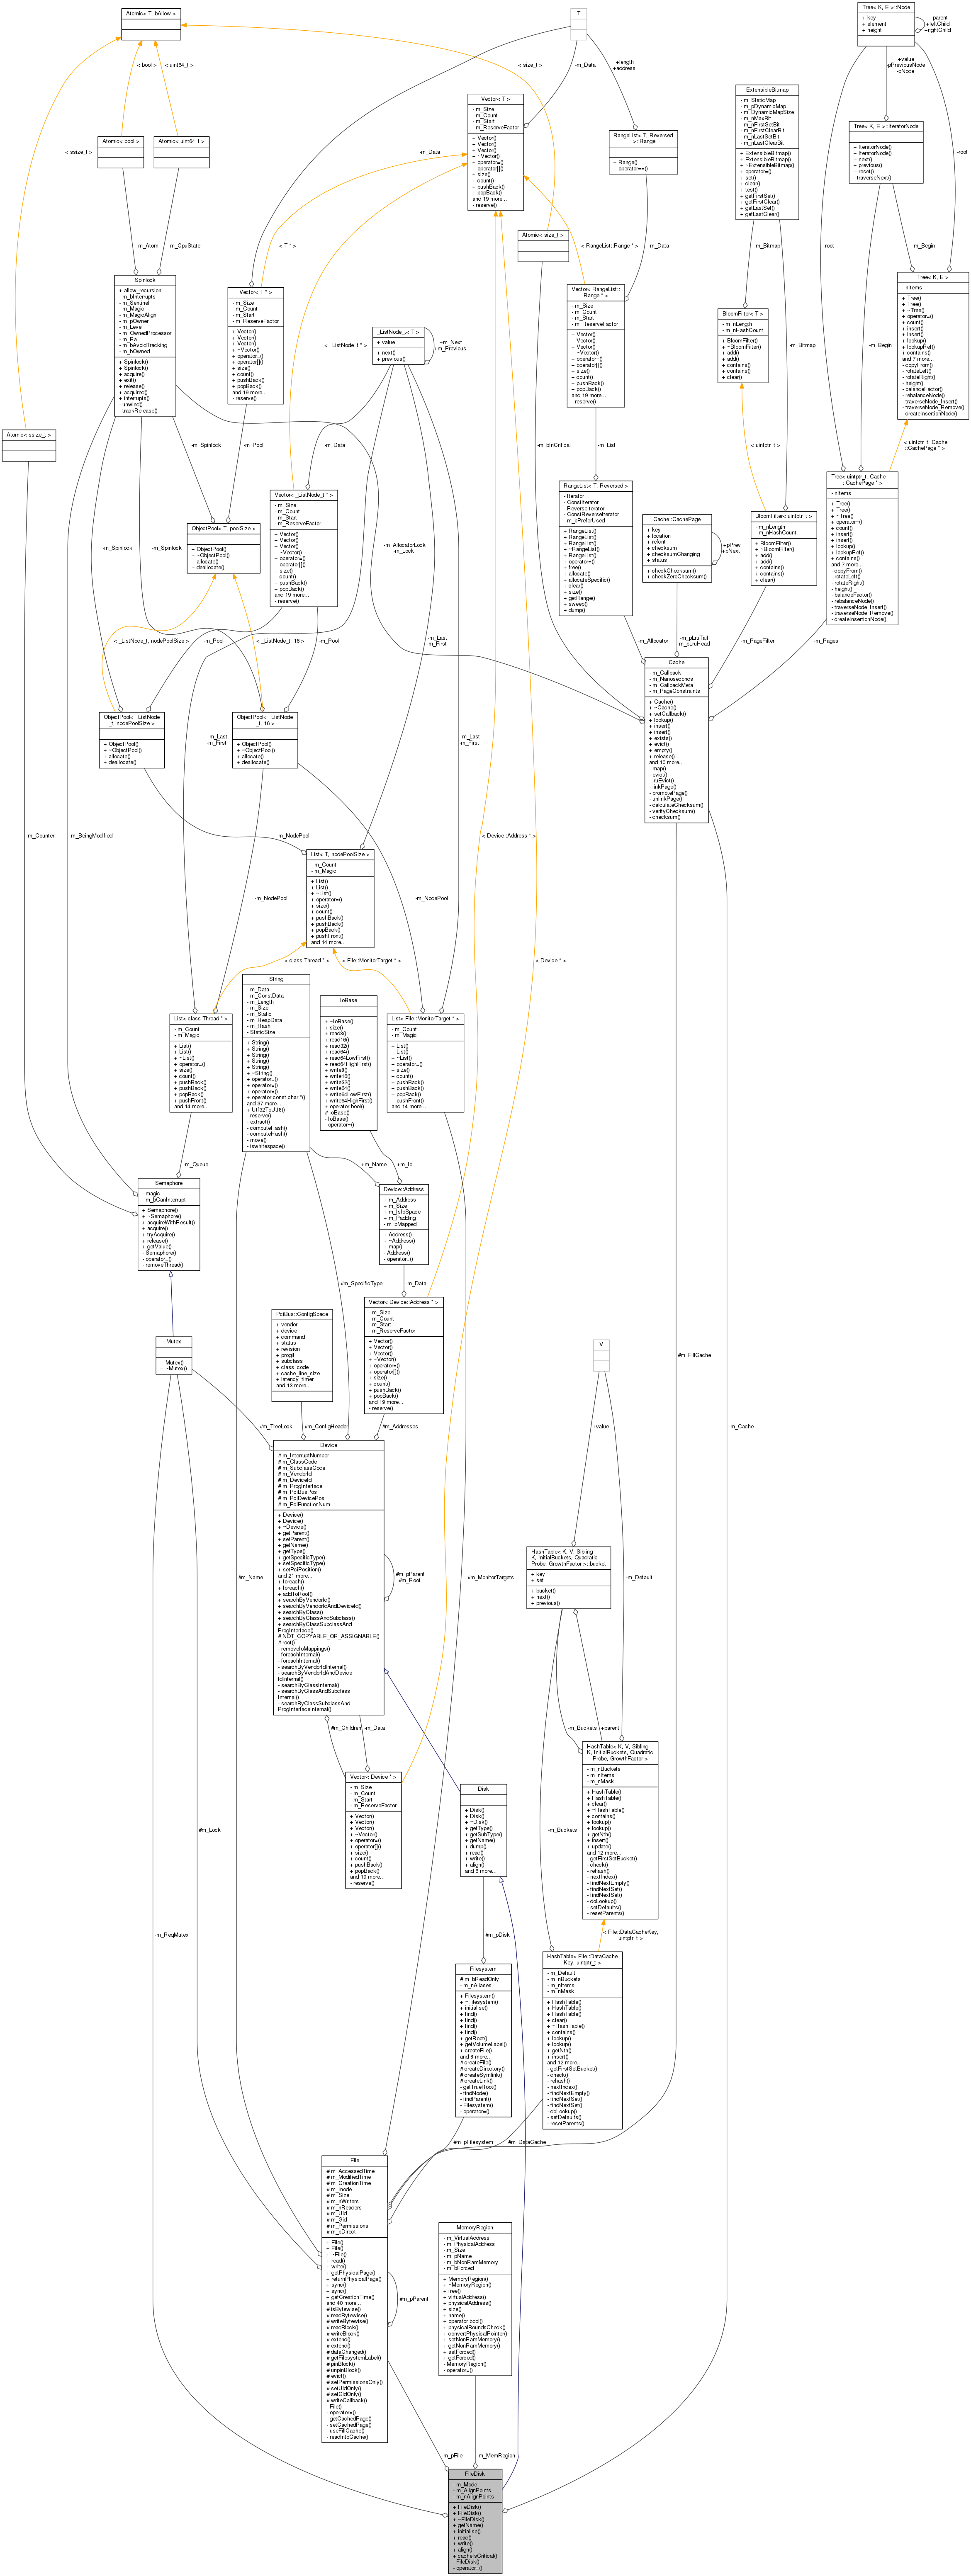 Atomic< T, bAllow >
T
Tree< K, E >::Node
+ key
+ element
+ height
+parent
+leftChild
+rightChild
< bool >
< uint64_t >
< size_t >
-m_Data
+length
+address
+value
-pPreviousNode
-pNode
Vector< T >
- m_Size
- m_Count
- m_Start
- m_ReserveFactor
+ Vector()
+ Vector()
+ Vector()
+ ~Vector()
+ operator=()
+ operator[]()
+ size()
+ count()
+ pushBack()
+ popBack()
and 19 more...
- reserve()
ExtensibleBitmap
- m_StaticMap
- m_pDynamicMap
- m_DynamicMapSize
- m_nMaxBit
- m_nFirstSetBit
- m_nFirstClearBit
- m_nLastSetBit
- m_nLastClearBit
+ ExtensibleBitmap()
+ ExtensibleBitmap()
+ ~ExtensibleBitmap()
+ operator=()
+ set()
+ clear()
+ test()
+ getFirstSet()
+ getFirstClear()
+ getLastSet()
+ getLastClear()
Tree< K, E >::IteratorNode
+ IteratorNode()
+ IteratorNode()
+ next()
+ previous()
+ reset()
- traverseNext()
Atomic< bool >
Atomic< uint64_t >
RangeList< T, Reversed
>::Range
+ Range()
+ operator==()
< ssize_t >
-m_Data
-root
-m_Atom
-m_CpuState
< T * >
Atomic< size_t >
< RangeList::Range * >
-m_Data
-m_Bitmap
-root
-m_Begin
Spinlock
+ allow_recursion
- m_bInterrupts
- m_Sentinel
- m_Magic
- m_MagicAlign
- m_pOwner
- m_Level
- m_OwnedProcessor
- m_Ra
- m_bAvoidTracking
- m_bOwned
+ Spinlock()
+ Spinlock()
+ acquire()
+ exit()
+ release()
+ acquired()
+ interrupts()
- unwind()
- trackRelease()
Vector< T * >
- m_Size
- m_Count
- m_Start
- m_ReserveFactor
+ Vector()
+ Vector()
+ Vector()
+ ~Vector()
+ operator=()
+ operator[]()
+ size()
+ count()
+ pushBack()
+ popBack()
and 19 more...
- reserve()
_ListNode_t< T >
+ value
+ next()
+ previous()
+m_Next
+m_Previous
< _ListNode_t * >
Vector< RangeList::
Range * >
- m_Size
- m_Count
- m_Start
- m_ReserveFactor
+ Vector()
+ Vector()
+ Vector()
+ ~Vector()
+ operator=()
+ operator[]()
+ size()
+ count()
+ pushBack()
+ popBack()
and 19 more...
- reserve()
BloomFilter< T >
- m_nLength
- m_nHashCount
+ BloomFilter()
+ ~BloomFilter()
+ add()
+ add()
+ contains()
+ contains()
+ clear()
-m_Bitmap
-m_Begin
Tree< K, E >
- nItems
+ Tree()
+ Tree()
+ ~Tree()
+ operator=()
+ count()
+ insert()
+ insert()
+ lookup()
+ lookupRef()
+ contains()
and 7 more...
- copyFrom()
- rotateLeft()
- rotateRight()
- height()
- balanceFactor()
- rebalanceNode()
- traverseNode_Insert()
- traverseNode_Remove()
- createInsertionNode()
Atomic< ssize_t >
-m_Spinlock
-m_Pool
-m_Data
-m_bInCritical
-m_List
< uintptr_t >
< uintptr_t, Cache
::CachePage * >
Vector< _ListNode_t * >
- m_Size
- m_Count
- m_Start
- m_ReserveFactor
+ Vector()
+ Vector()
+ Vector()
+ ~Vector()
+ operator=()
+ operator[]()
+ size()
+ count()
+ pushBack()
+ popBack()
and 19 more...
- reserve()
RangeList< T, Reversed >
- Iterator
- ConstIterator
- ReverseIterator
- ConstReverseIterator
- m_bPreferUsed
+ RangeList()
+ RangeList()
+ RangeList()
+ ~RangeList()
+ RangeList()
+ operator=()
+ free()
+ allocate()
+ allocateSpecific()
+ clear()
+ size()
+ getRange()
+ sweep()
+ dump()
Cache::CachePage
+ key
+ location
+ refcnt
+ checksum
+ checksumChanging
+ status
+ checkChecksum()
+ checkZeroChecksum()
+pPrev
+pNext
BloomFilter< uintptr_t >
- m_nLength
- m_nHashCount
+ BloomFilter()
+ ~BloomFilter()
+ add()
+ add()
+ contains()
+ contains()
+ clear()
Tree< uintptr_t, Cache
::CachePage * >
- nItems
+ Tree()
+ Tree()
+ ~Tree()
+ operator=()
+ count()
+ insert()
+ insert()
+ lookup()
+ lookupRef()
+ contains()
and 7 more...
- copyFrom()
- rotateLeft()
- rotateRight()
- height()
- balanceFactor()
- rebalanceNode()
- traverseNode_Insert()
- traverseNode_Remove()
- createInsertionNode()
ObjectPool< T, poolSize >
+ ObjectPool()
+ ~ObjectPool()
+ allocate()
+ deallocate()
-m_Spinlock
-m_Spinlock
-m_AllocatorLock
-m_Lock
< _ListNode_t, nodePoolSize >
-m_Pool
< _ListNode_t, 16 >
-m_Pool
-m_Last
-m_First
-m_Allocator
-m_pLruTail
-m_pLruHead
-m_PageFilter
-m_Pages
Cache
- m_Callback
- m_Nanoseconds
- m_CallbackMeta
- m_PageConstraints
+ Cache()
+ ~Cache()
+ setCallback()
+ lookup()
+ insert()
+ insert()
+ exists()
+ evict()
+ empty()
+ release()
and 10 more...
- map()
- evict()
- lruEvict()
- linkPage()
- promotePage()
- unlinkPage()
- calculateChecksum()
- verifyChecksum()
- checksum()
ObjectPool< _ListNode
_t, nodePoolSize >
+ ObjectPool()
+ ~ObjectPool()
+ allocate()
+ deallocate()
ObjectPool< _ListNode
_t, 16 >
+ ObjectPool()
+ ~ObjectPool()
+ allocate()
+ deallocate()
-m_Last
-m_First
-m_Last
-m_First
-m_Counter
-m_BeingModified
-m_NodePool
< Device::Address * >
List< T, nodePoolSize >
- m_Count
- m_Magic
+ List()
+ List()
+ ~List()
+ operator=()
+ size()
+ count()
+ pushBack()
+ pushBack()
+ popBack()
+ pushFront()
and 14 more...
-m_NodePool
-m_NodePool
< class Thread * >
< File::MonitorTarget * >
< Device * >
String
- m_Data
- m_ConstData
- m_Length
- m_Size
- m_Static
- m_HeapData
- m_Hash
- StaticSize
+ String()
+ String()
+ String()
+ String()
+ String()
+ ~String()
+ operator=()
+ operator=()
+ operator=()
+ operator const char *()
and 37 more...
+ Utf32ToUtf8()
- reserve()
- extract()
- computeHash()
- computeHash()
- move()
- iswhitespace()
IoBase
+ ~IoBase()
+ size()
+ read8()
+ read16()
+ read32()
+ read64()
+ read64LowFirst()
+ read64HighFirst()
+ write8()
+ write16()
+ write32()
+ write64()
+ write64LowFirst()
+ write64HighFirst()
+ operator bool()
# IoBase()
- IoBase()
- operator=()
List< class Thread * >
- m_Count
- m_Magic
+ List()
+ List()
+ ~List()
+ operator=()
+ size()
+ count()
+ pushBack()
+ pushBack()
+ popBack()
+ pushFront()
and 14 more...
List< File::MonitorTarget * >
- m_Count
- m_Magic
+ List()
+ List()
+ ~List()
+ operator=()
+ size()
+ count()
+ pushBack()
+ pushBack()
+ popBack()
+ pushFront()
and 14 more...
-m_Queue
+m_Name
+m_Io
Semaphore
- magic
- m_bCanInterrupt
+ Semaphore()
+ ~Semaphore()
+ acquireWithResult()
+ acquire()
+ tryAcquire()
+ release()
+ getValue()
- Semaphore()
- operator=()
- removeThread()
Device::Address
+ m_Address
+ m_Size
+ m_IsIoSpace
+ m_Padding
- m_bMapped
+ Address()
+ ~Address()
+ map()
- Address()
- operator=()
#m_SpecificType
-m_Data
PciBus::ConfigSpace
+ vendor
+ device
+ command
+ status
+ revision
+ progif
+ subclass
+ class_code
+ cache_line_size
+ latency_timer
and 13 more...
Vector< Device::Address * >
- m_Size
- m_Count
- m_Start
- m_ReserveFactor
+ Vector()
+ Vector()
+ Vector()
+ ~Vector()
+ operator=()
+ operator[]()
+ size()
+ count()
+ pushBack()
+ popBack()
and 19 more...
- reserve()
Mutex
+ Mutex()
+ ~Mutex()
V
#m_FillCache
#m_TreeLock
#m_ConfigHeader
#m_Addresses
+value
-m_Cache
Device
# m_InterruptNumber
# m_ClassCode
# m_SubclassCode
# m_VendorId
# m_DeviceId
# m_ProgInterface
# m_PciBusPos
# m_PciDevicePos
# m_PciFunctionNum
+ Device()
+ Device()
+ ~Device()
+ getParent()
+ setParent()
+ getName()
+ getType()
+ getSpecificType()
+ setSpecificType()
+ setPciPosition()
and 21 more...
+ foreach()
+ foreach()
+ addToRoot()
+ searchByVendorId()
+ searchByVendorIdAndDeviceId()
+ searchByClass()
+ searchByClassAndSubclass()
+ searchByClassSubclassAnd
ProgInterface()
# NOT_COPYABLE_OR_ASSIGNABLE()
# root()
- removeIoMappings()
- foreachInternal()
- foreachInternal()
- searchByVendorIdInternal()
- searchByVendorIdAndDevice
IdInternal()
- searchByClassInternal()
- searchByClassAndSubclass
Internal()
- searchByClassSubclassAnd
ProgInterfaceInternal()
#m_pParent
#m_Root
#m_Name
#m_MonitorTargets
HashTable< K, V, Sibling
K, InitialBuckets, Quadratic
Probe, GrowthFactor >::bucket
+ key
+ set
+ bucket()
+ next()
+ previous()
-m_Default
-m_Buckets
+parent
#m_Children
-m_Data
HashTable< K, V, Sibling
K, InitialBuckets, Quadratic
Probe, GrowthFactor >
- m_nBuckets
- m_nItems
- m_nMask
+ HashTable()
+ HashTable()
+ clear()
+ ~HashTable()
+ contains()
+ lookup()
+ lookup()
+ getNth()
+ insert()
+ update()
and 12 more...
- getFirstSetBucket()
- check()
- rehash()
- nextIndex()
- findNextEmpty()
- findNextSet()
- findNextSet()
- doLookup()
- setDefaults()
- resetParents()
Vector< Device * >
- m_Size
- m_Count
- m_Start
- m_ReserveFactor
+ Vector()
+ Vector()
+ Vector()
+ ~Vector()
+ operator=()
+ operator[]()
+ size()
+ count()
+ pushBack()
+ popBack()
and 19 more...
- reserve()
Disk
+ Disk()
+ Disk()
+ ~Disk()
+ getType()
+ getSubType()
+ getName()
+ dump()
+ read()
+ write()
+ align()
and 6 more...
#m_Lock
-m_Buckets
-m_ReqMutex
#m_pDisk
< File::DataCacheKey,
uintptr_t >
Filesystem
# m_bReadOnly
- m_nAliases
+ Filesystem()
+ ~Filesystem()
+ initialise()
+ find()
+ find()
+ find()
+ find()
+ getRoot()
+ getVolumeLabel()
+ createFile()
and 8 more...
# createFile()
# createDirectory()
# createSymlink()
# createLink()
- getTrueRoot()
- findNode()
- findParent()
- Filesystem()
- operator=()
HashTable< File::DataCache
Key, uintptr_t >
- m_Default
- m_nBuckets
- m_nItems
- m_nMask
+ HashTable()
+ HashTable()
+ HashTable()
+ clear()
+ ~HashTable()
+ contains()
+ lookup()
+ lookup()
+ getNth()
+ insert()
and 12 more...
- getFirstSetBucket()
- check()
- rehash()
- nextIndex()
- findNextEmpty()
- findNextSet()
- findNextSet()
- doLookup()
- setDefaults()
- resetParents()
#m_pFilesystem
#m_DataCache
File
# m_AccessedTime
# m_ModifiedTime
# m_CreationTime
# m_Inode
# m_Size
# m_nWriters
# m_nReaders
# m_Uid
# m_Gid
# m_Permissions
# m_bDirect
+ File()
+ File()
+ ~File()
+ read()
+ write()
+ getPhysicalPage()
+ returnPhysicalPage()
+ sync()
+ sync()
+ getCreationTime()
and 40 more...
# isBytewise()
# readBytewise()
# writeBytewise()
# readBlock()
# writeBlock()
# extend()
# extend()
# dataChanged()
# getFilesystemLabel()
# pinBlock()
# unpinBlock()
# evict()
# setPermissionsOnly()
# setUidOnly()
# setGidOnly()
# writeCallback()
- File()
- operator=()
- getCachedPage()
- setCachedPage()
- useFillCache()
- readIntoCache()
#m_pParent
MemoryRegion
- m_VirtualAddress
- m_PhysicalAddress
- m_Size
- m_pName
- m_bNonRamMemory
- m_bForced
+ MemoryRegion()
+ ~MemoryRegion()
+ free()
+ virtualAddress()
+ physicalAddress()
+ size()
+ name()
+ operator bool()
+ physicalBoundsCheck()
+ convertPhysicalPointer()
+ setNonRamMemory()
+ getNonRamMemory()
+ setForced()
+ getForced()
- MemoryRegion()
- operator=()
-m_pFile
-m_MemRegion
FileDisk
- m_Mode
- m_AlignPoints
- m_nAlignPoints
+ FileDisk()
+ FileDisk()
+ ~FileDisk()
+ getName()
+ initialise()
+ read()
+ write()
+ align()
+ cacheIsCritical()
- FileDisk()
- operator=()